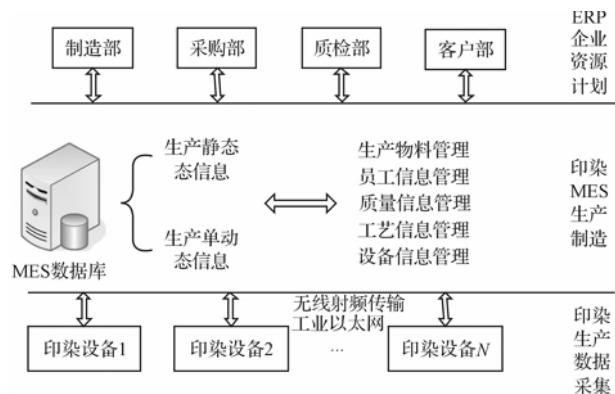 ERP
企业
资源
计划
制造部
采购部
质检部
客户部
生产静态
态信息
生产单动
态信息
MES数据库
生产物料管理
员工信息管理
质量信息管理
工艺信息管理
设备信息管理
印染
MES
生产
制造
无线射频传输
工业以太网
印染设备1
印染设备2
...
印染设备N
印染
生产
数据
采集